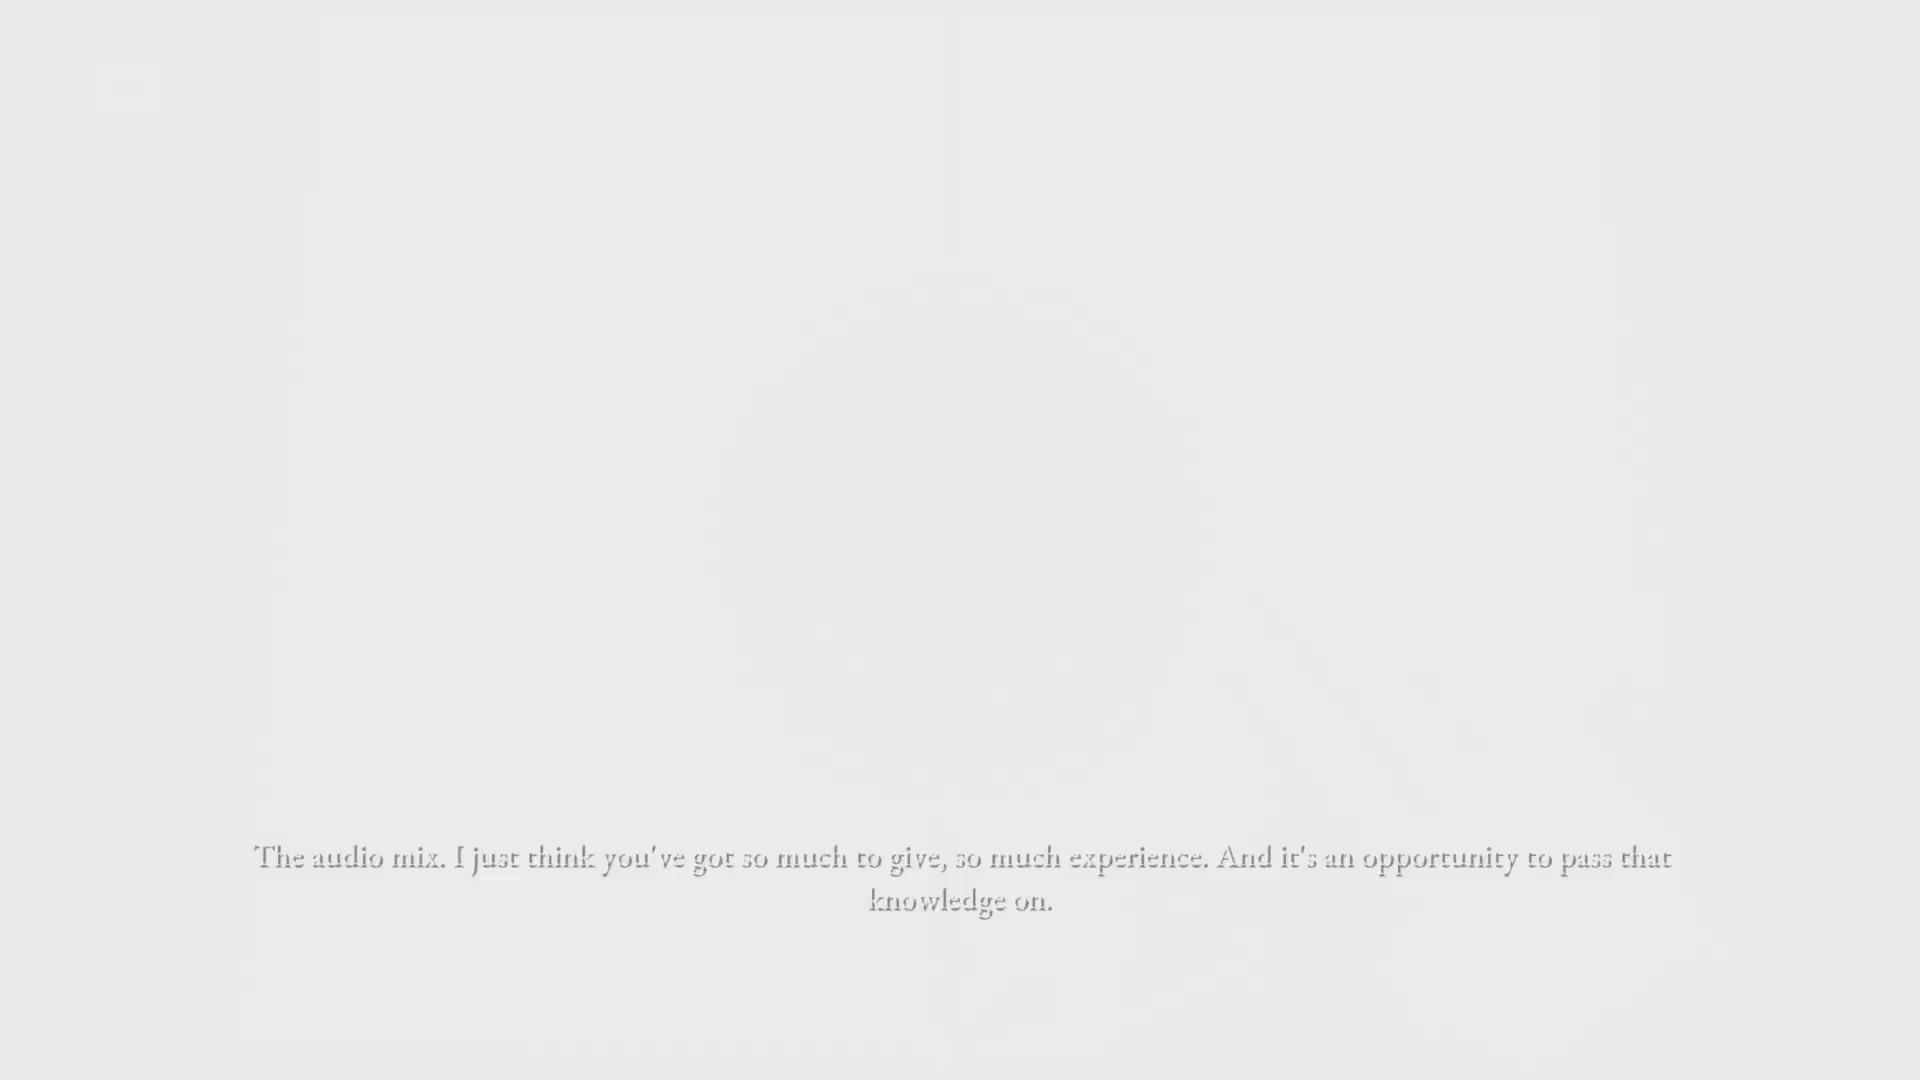 The audio mix. I just think you've got so much to give, so much experience. And it's an opportunity to pass that
knowledge on.